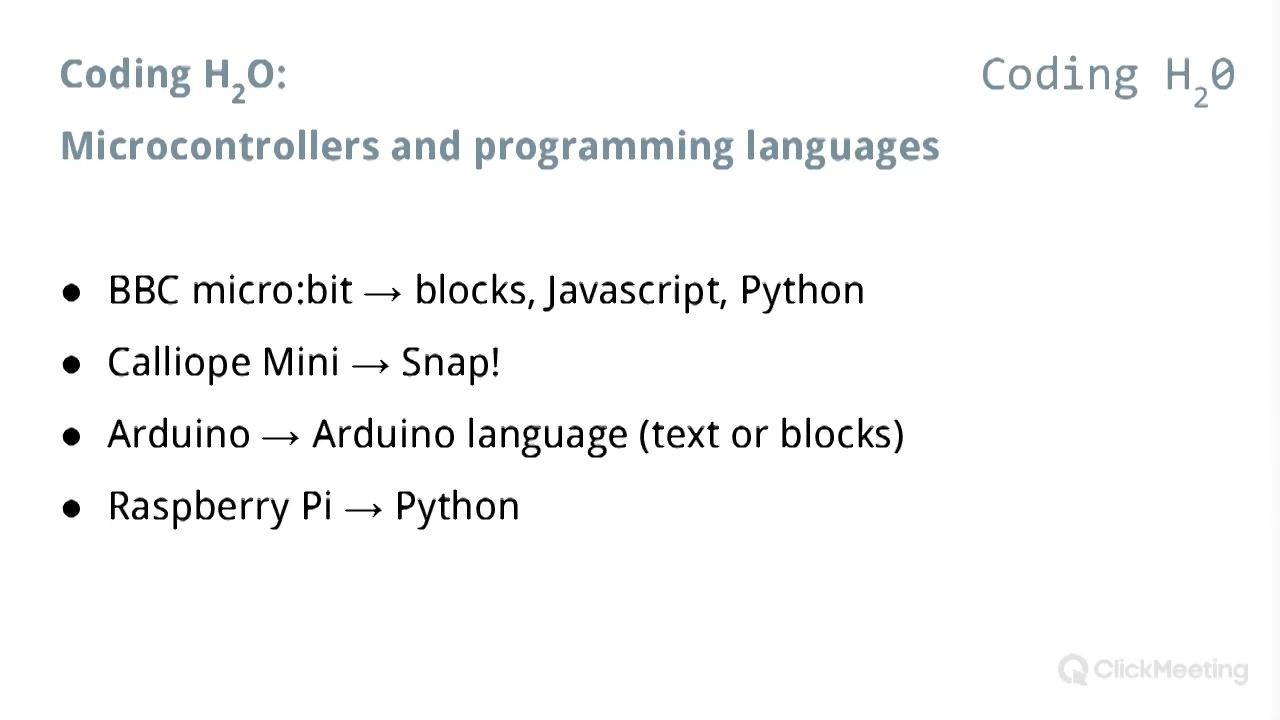 Coding H₂O:
Coding H₂0
Microcontrollers and programming languages
● BBC micro:bit → blocks, Javascript, Python
● Calliope Mini → Snap!
● Arduino → Arduino language (text or blocks)
● Raspberry Pi → Python
ClickMeeting